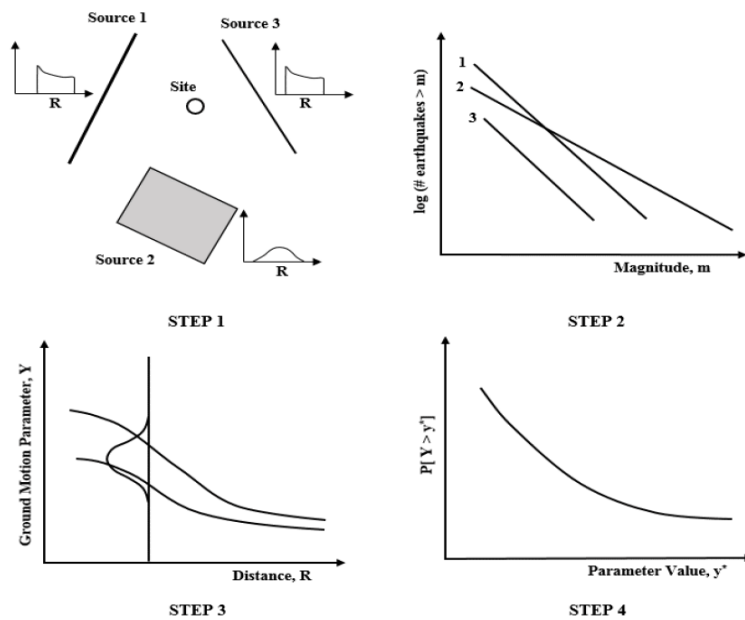 Source 1
Source 3
R
Site
R
Source 2
R
STEP 1
log (# earthquakes > m)
1
2
3
Magnitude, m
STEP 2
Ground Motion Parameter, Y
Distance, R
STEP 3
P[ Y > y*]
Parameter Value, y*
STEP 4